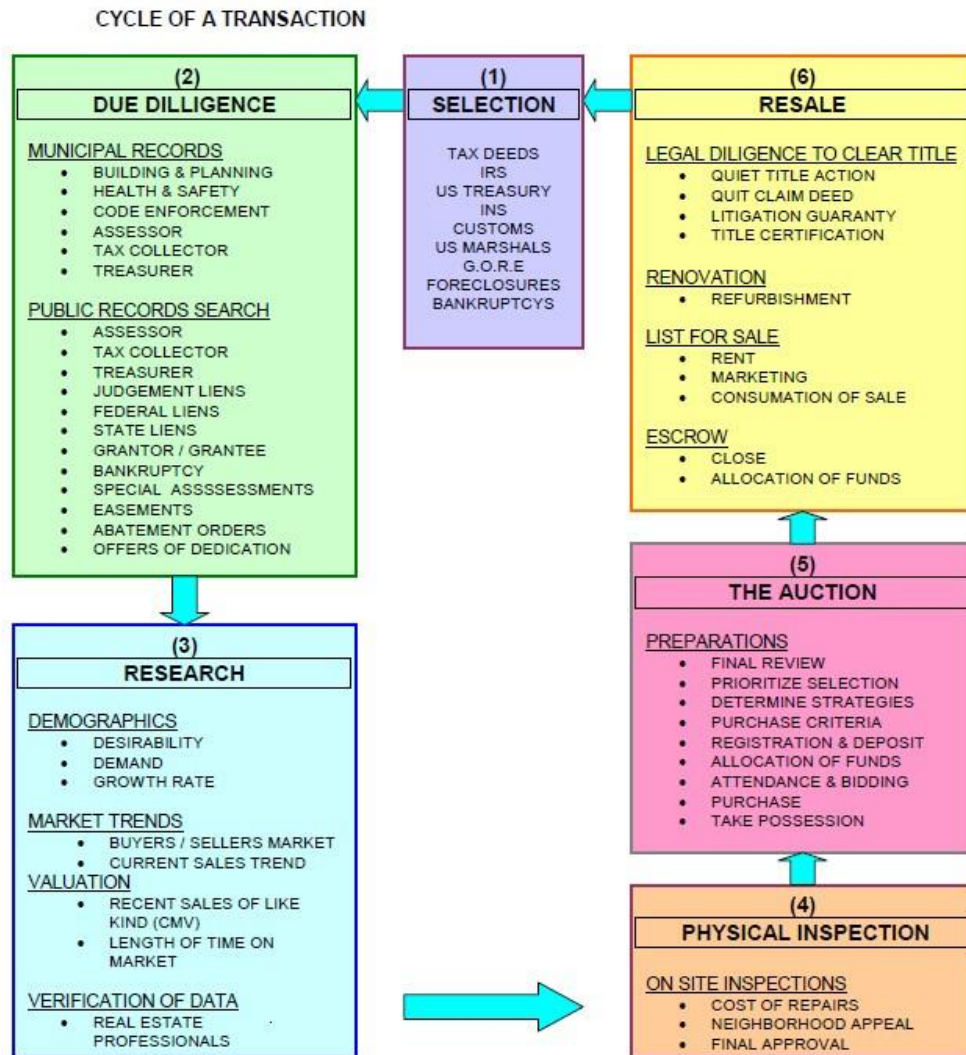 CYCLE OF A TRANSACTION
(2)
DUE DILLIGENCE
MUNICIPAL RECORDS
• BUILDING & PLANNING
• HEALTH & SAFETY
• CODE ENFORCEMENT
• ASSESSOR
• TAX COLLECTOR
• TREASURER
PUBLIC RECORDS SEARCH
• ASSESSOR
• TAX COLLECTOR
• TREASURER
• JUDGEMENT LIENS
• FEDERAL LIENS
• STATE LIENS
• GRANTOR / GRANTEE
• BANKRUPTCY
• SPECIAL ASSSSESSMENTS
• EASEMENTS
• ABATEMENT ORDERS
• OFFERS OF DEDICATION
(1)
SELECTION
TAX DEEDS
IRS
US TREASURY
INS
CUSTOMS
US MARSHALS
G.O.R.E
FORECLOSURES
BANKRUPTCYS
(6)
RESALE
LEGAL DILIGENCE TO CLEAR TITLE
• QUIET TITLE ACTION
• QUIT CLAIM DEED
• LITIGATION GUARANTY
• TITLE CERTIFICATION
RENOVATION
• REFURBISHMENT
LIST FOR SALE
• RENT
• MARKETING
• CONSUMATION OF SALE
ESCROW
• CLOSE
• ALLOCATION OF FUNDS
(3)
RESEARCH
DEMOGRAPHICS
• DESIRABILITY
• DEMAND
• GROWTH RATE
MARKET TRENDS
• BUYERS / SELLERS MARKET
• CURRENT SALES TREND
VALUATION
• RECENT SALES OF LIKE
KIND (CMV)
• LENGTH OF TIME ON
MARKET
VERIFICATION OF DATA
• REAL ESTATE
PROFESSIONALS
(5)
THE AUCTION
PREPARATIONS
• FINAL REVIEW
• PRIORITIZE SELECTION
• DETERMINE STRATEGIES
• PURCHASE CRITERIA
• REGISTRATION & DEPOSIT
• ALLOCATION OF FUNDS
• ATTENDANCE & BIDDING
• PURCHASE
• TAKE POSSESSION
(4)
PHYSICAL INSPECTION
ON SITE INSPECTIONS
• COST OF REPAIRS
• NEIGHBORHOOD APPEAL
• FINAL APPROVAL